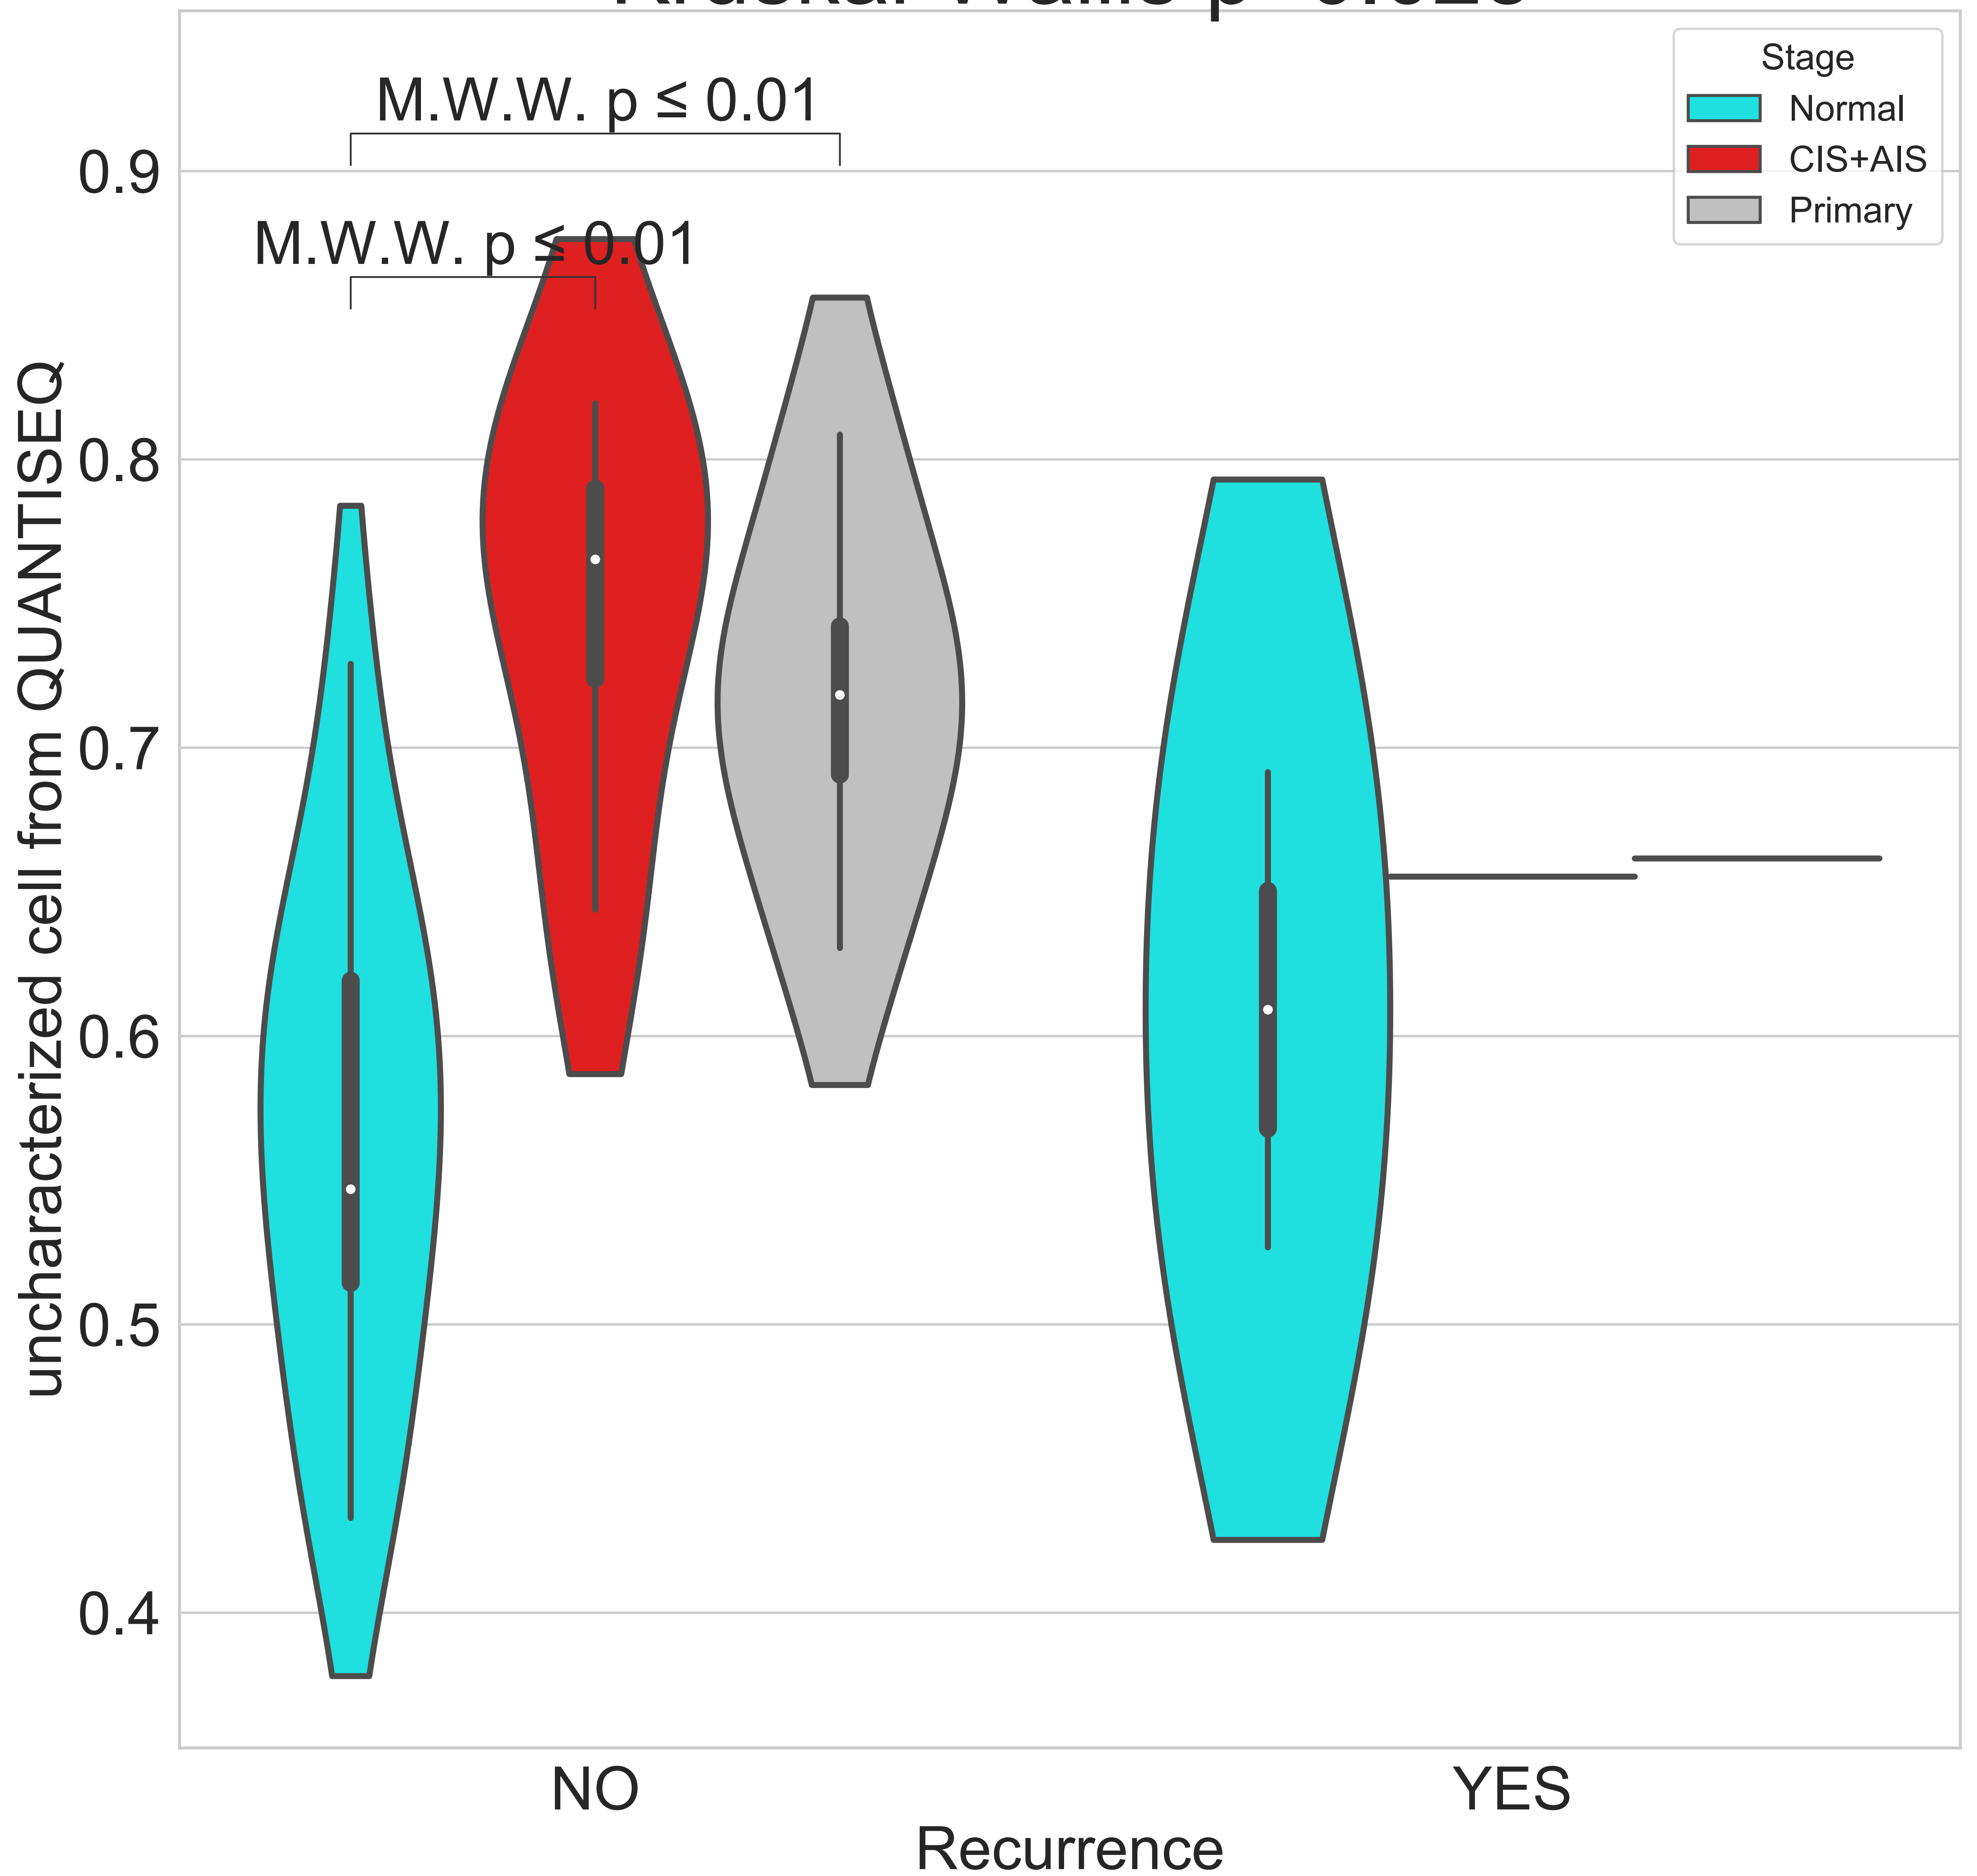 M.W.W. p ≤ 0.01
M.W.W. p ≤ 0.01
Stage
Normal
CIS+AIS
Primary
0.9
0.8
0.7
0.6
0.5
0.4
uncharacterized cell from QUANTISEQ
NO
YES
Recurrence